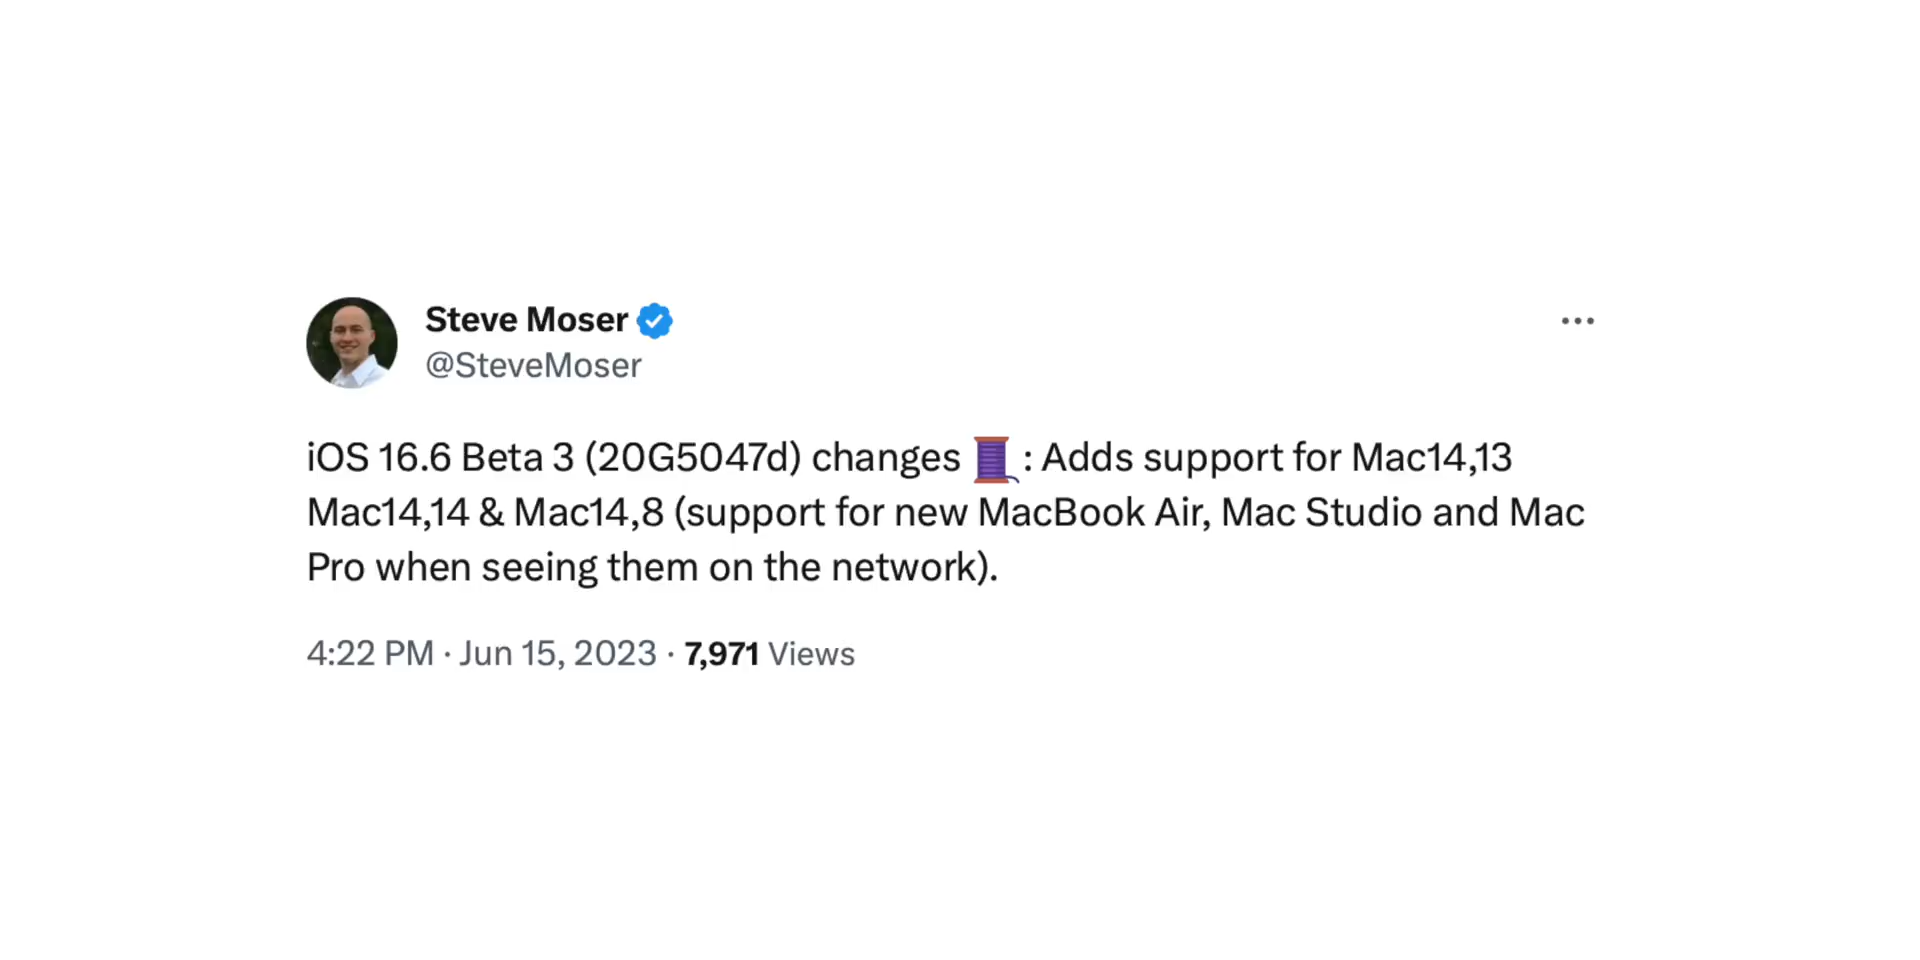 Steve Moser
@SteveMoser
iOS 16.6 Beta 3 (20G5047d) changes 🧵 : Adds support for Mac14,13
Mac14,14 & Mac14,8 (support for new MacBook Air, Mac Studio and Mac
Pro when seeing them on the network).
4:22 PM · Jun 15, 2023 · 7,971 Views